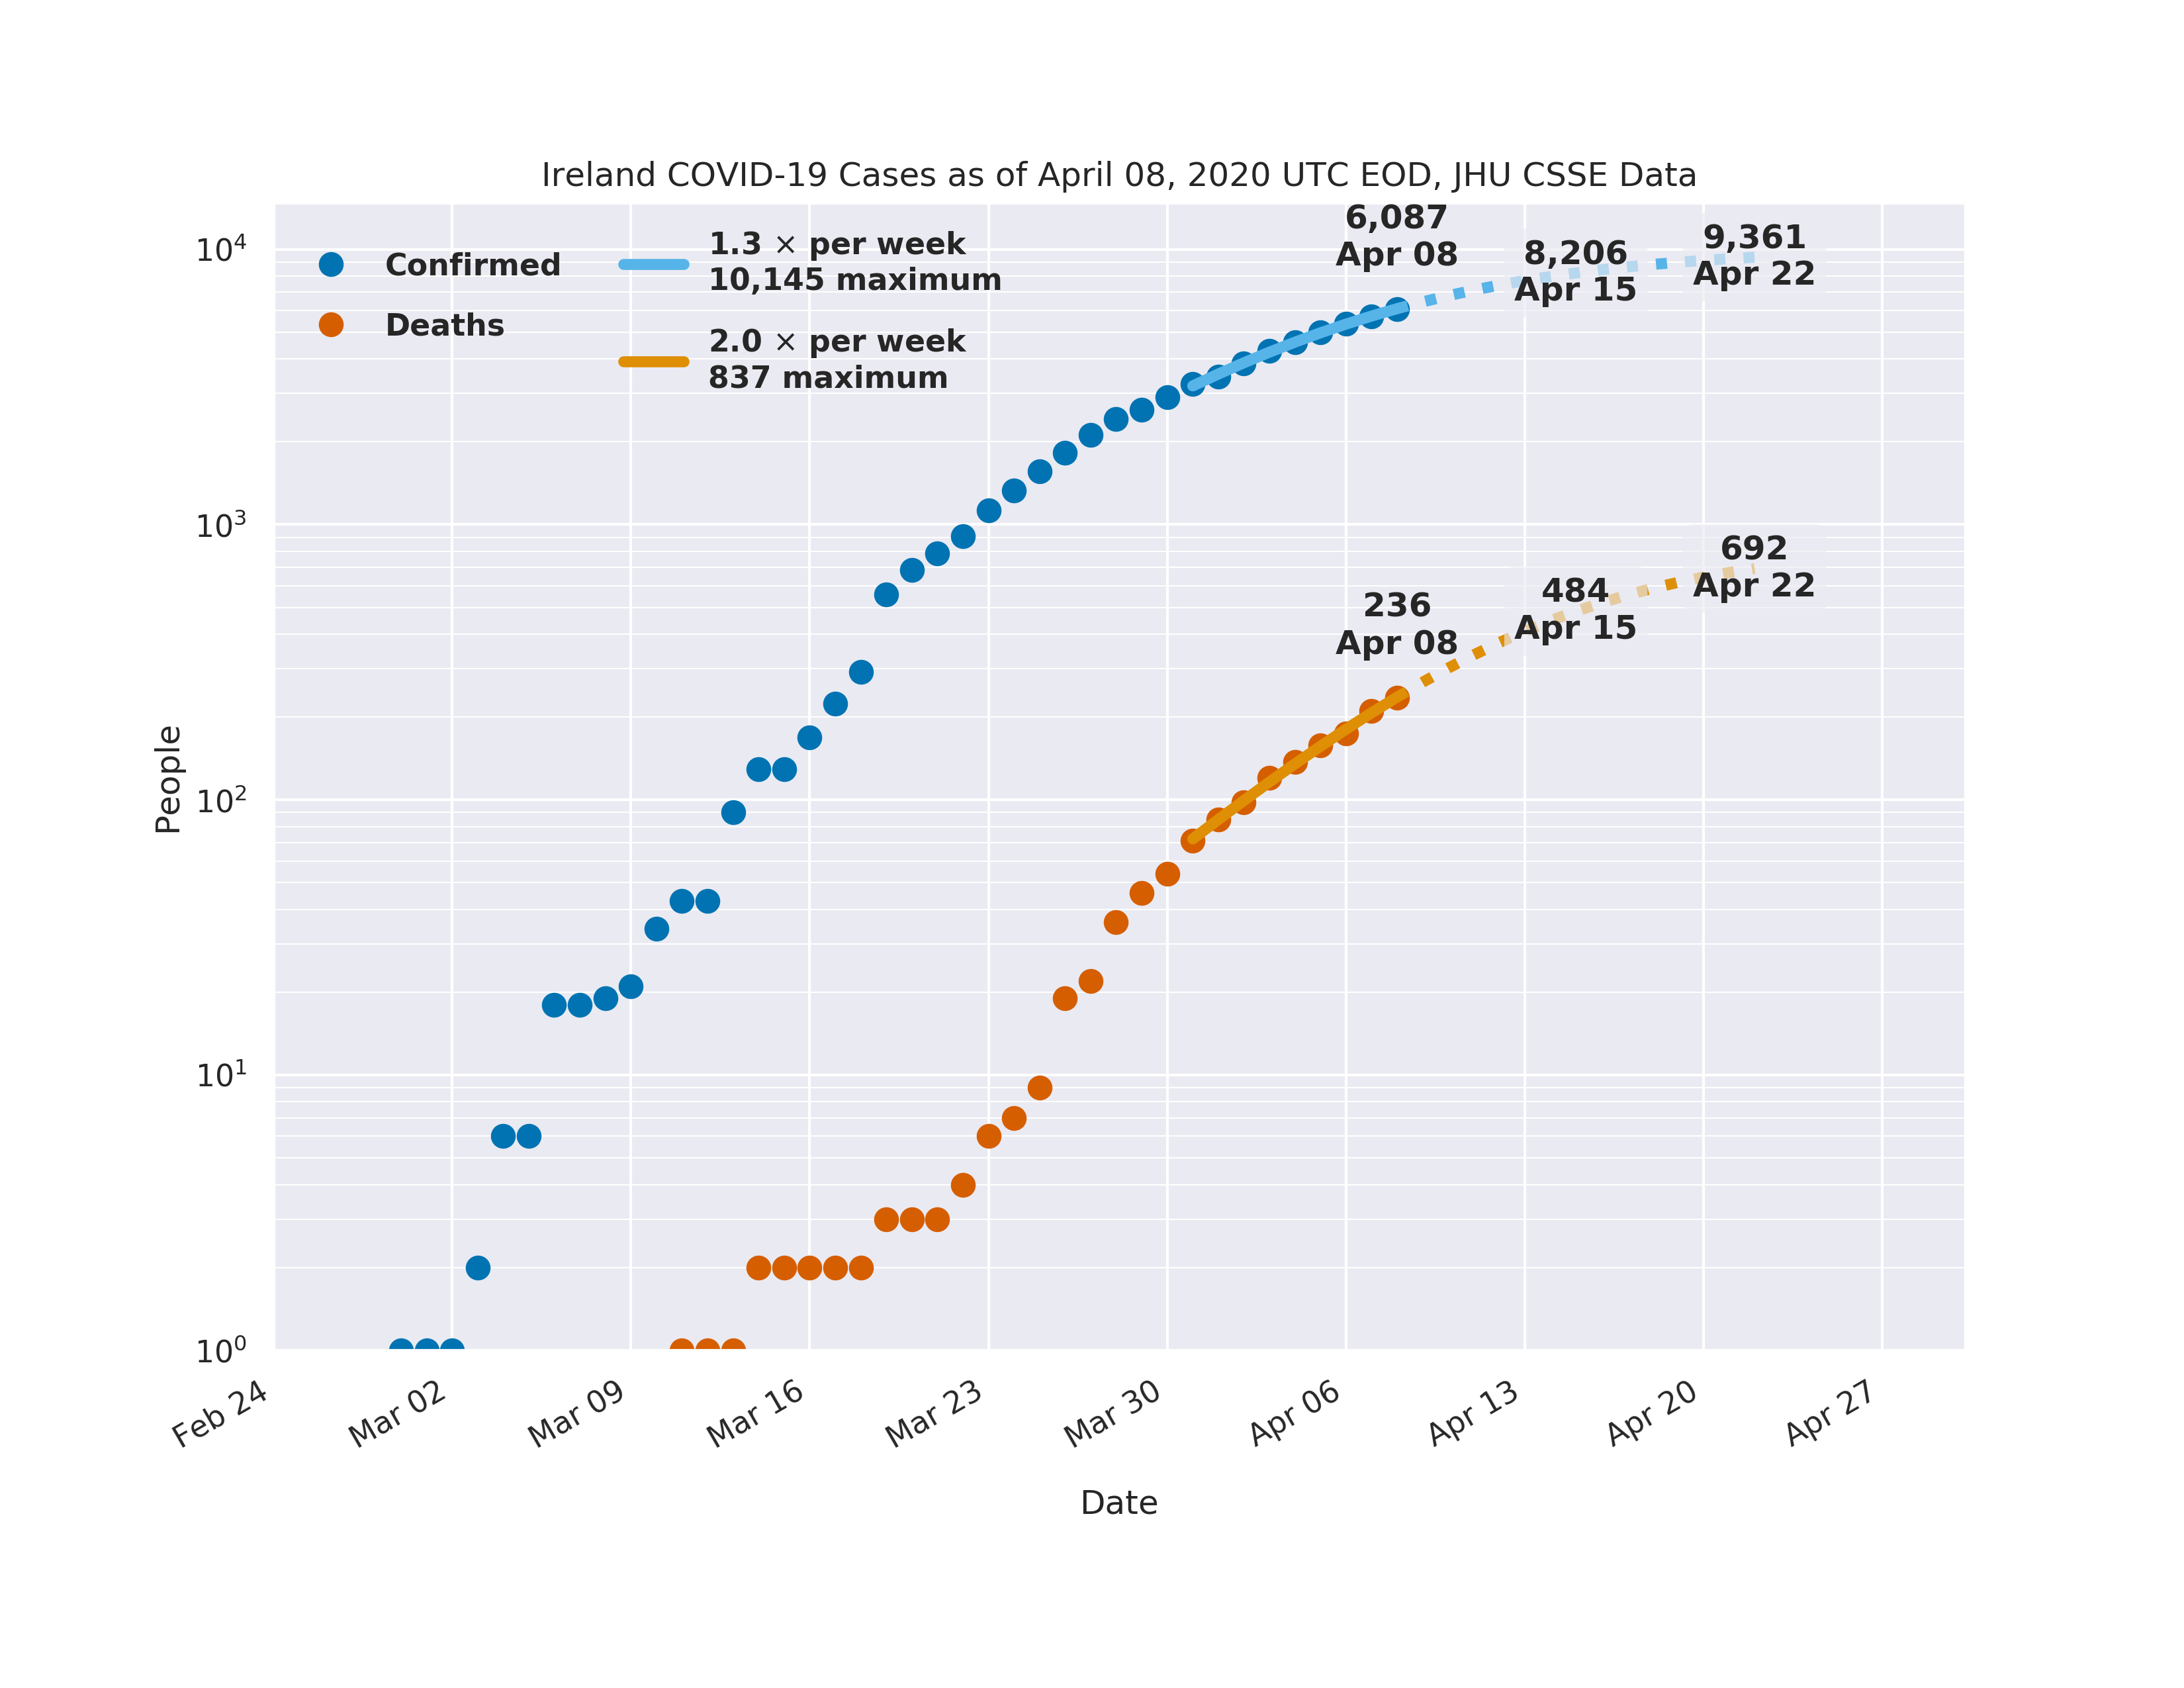 Ireland COVID-19 Cases as of April 08, 2020 UTC EOD, JHU CSSE Data
Confirmed
Deaths
1.3 × per week
10,145 maximum
2.0 × per week
837 maximum
6,087
Apr 08
8,206
Apr 15
9,361
Apr 22
236
Apr 08
484
Apr 15
692
Apr 22
People
10⁴
10³
10²
10¹
10⁰
Feb 24
Mar 02
Mar 09
Mar 16
Mar 23
Mar 30
Apr 06
Apr 13
Apr 20
Apr 27
Date